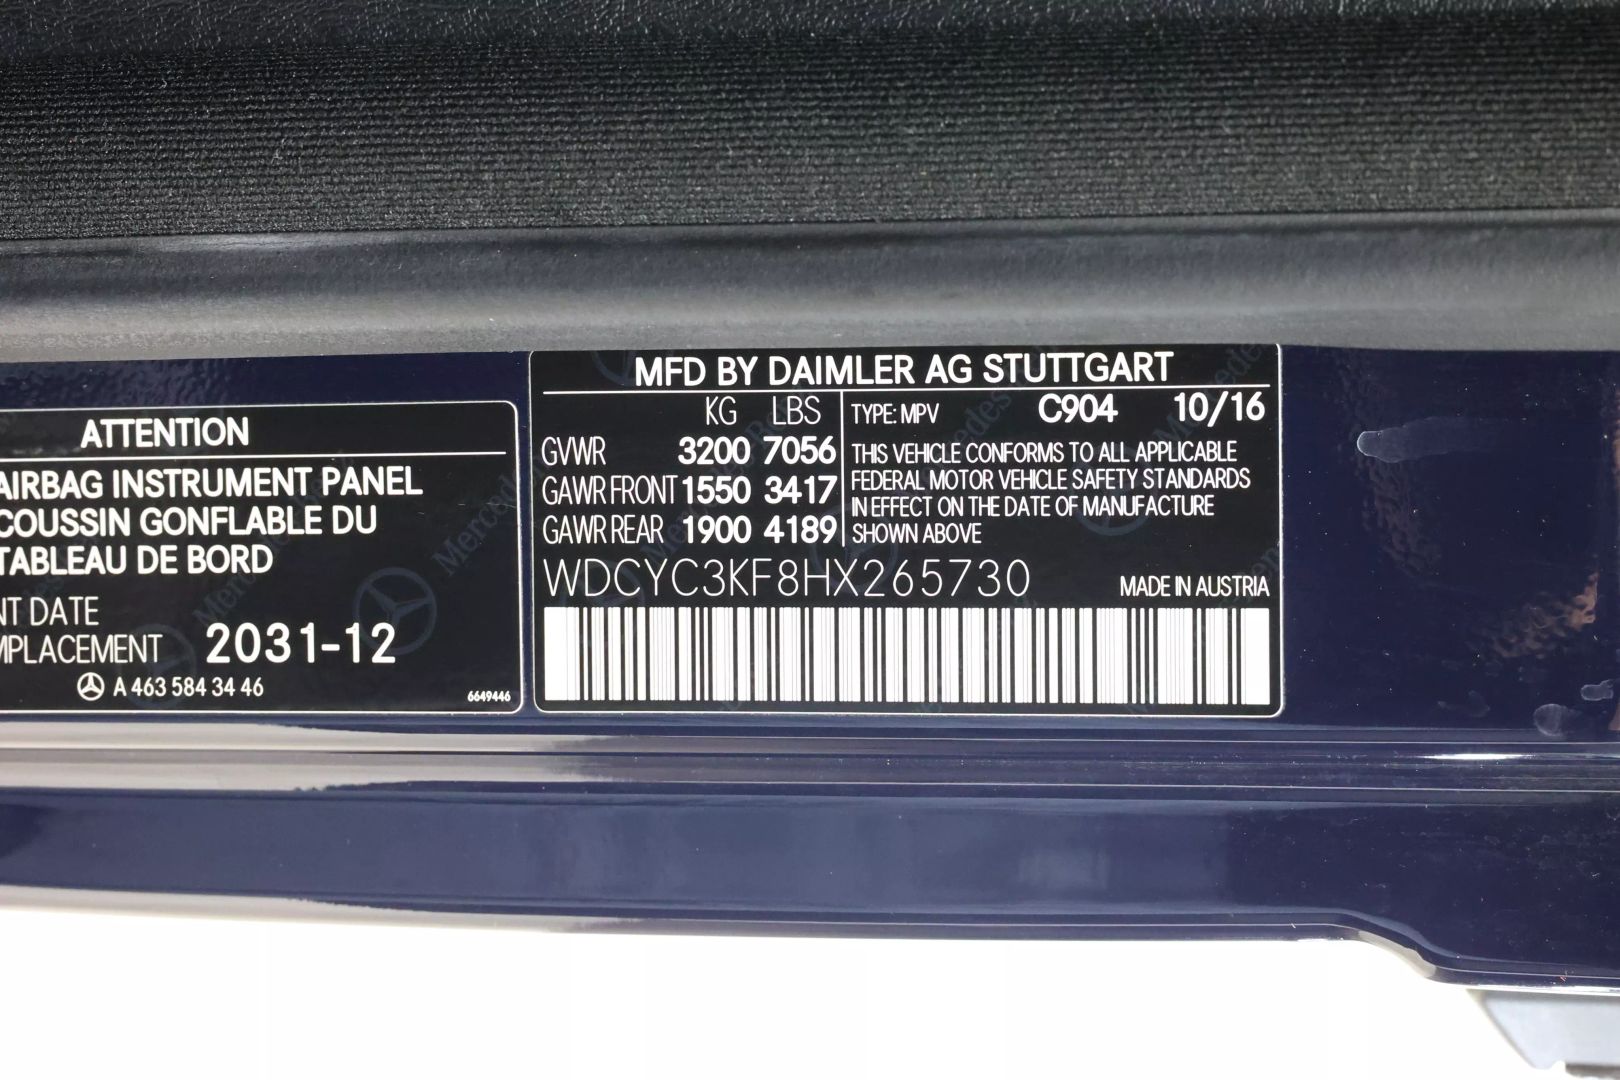 ATTENTION
AIRBAG INSTRUMENT PANEL
COUSSIN GONFLABLE DU
TABLEAU DE BORD
NT DATE
MPLACEMENT 2031-12
A 463 584 34 46
6649446
MFD BY DAIMLER AG STUTTGART
KG LBS
GVWR 3200 7056
GAWR FRONT 1550 3417
GAWR REAR 1900 4189
TYPE: MPV C904 10/16
THIS VEHICLE CONFORMS TO ALL APPLICABLE
FEDERAL MOTOR VEHICLE SAFETY STANDARDS
IN EFFECT ON THE DATE OF MANUFACTURE
SHOWN ABOVE
WDCYC3KF8HX265730
MADE IN AUSTRIA